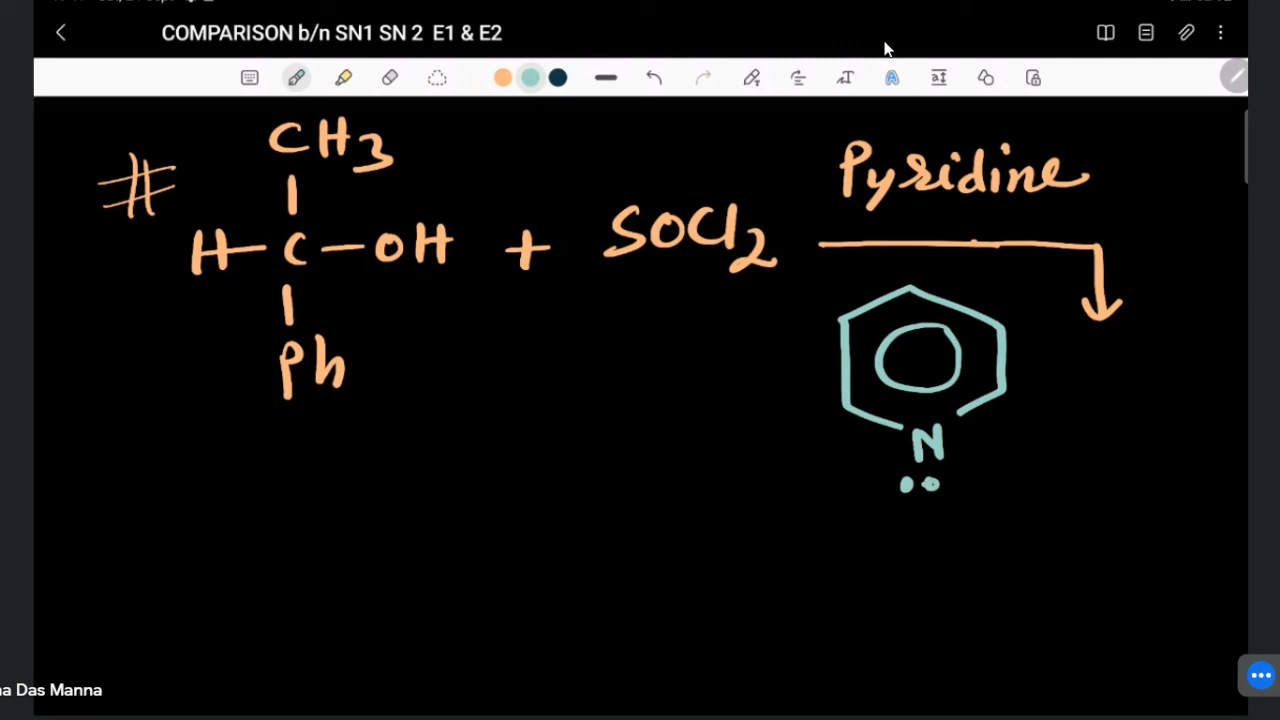 COMPARISON b/n SN1 SN 2 E1 & E2
CH3
#
Pyridine
H-C-OH + SOCl2
Ph
N
Das Manna